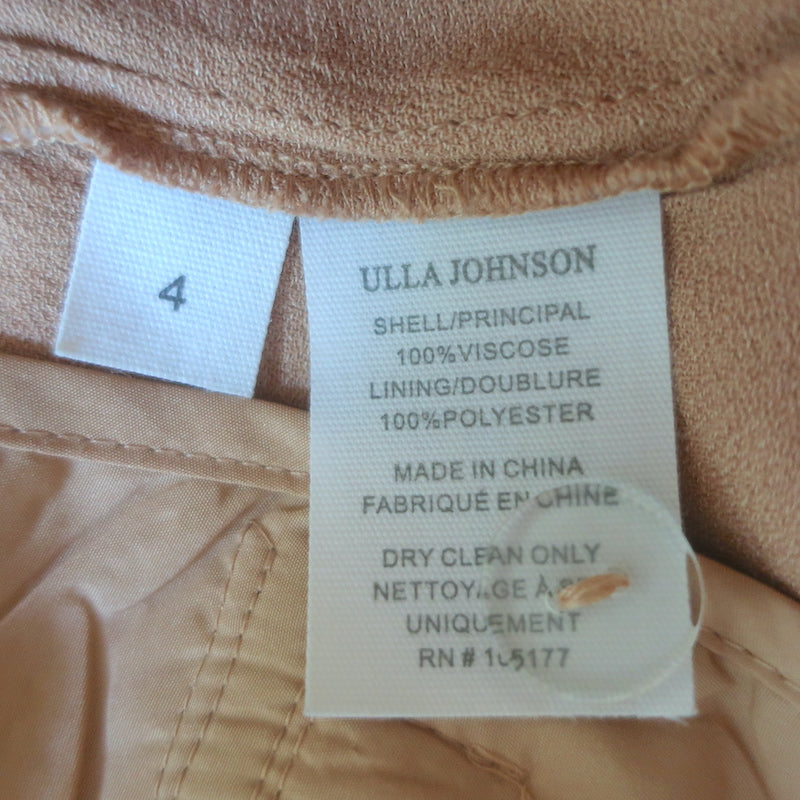 4
ULLA JOHNSON
SHELL/PRINCIPAL
100%VISCOSE
LINING/DOUBLURE
100%POLYESTER
MADE IN CHINA
FABRIQUÉ EN CHINE
DRY CLEAN ONLY
NETTOYAGE À
UNIQUEMENT
RN #